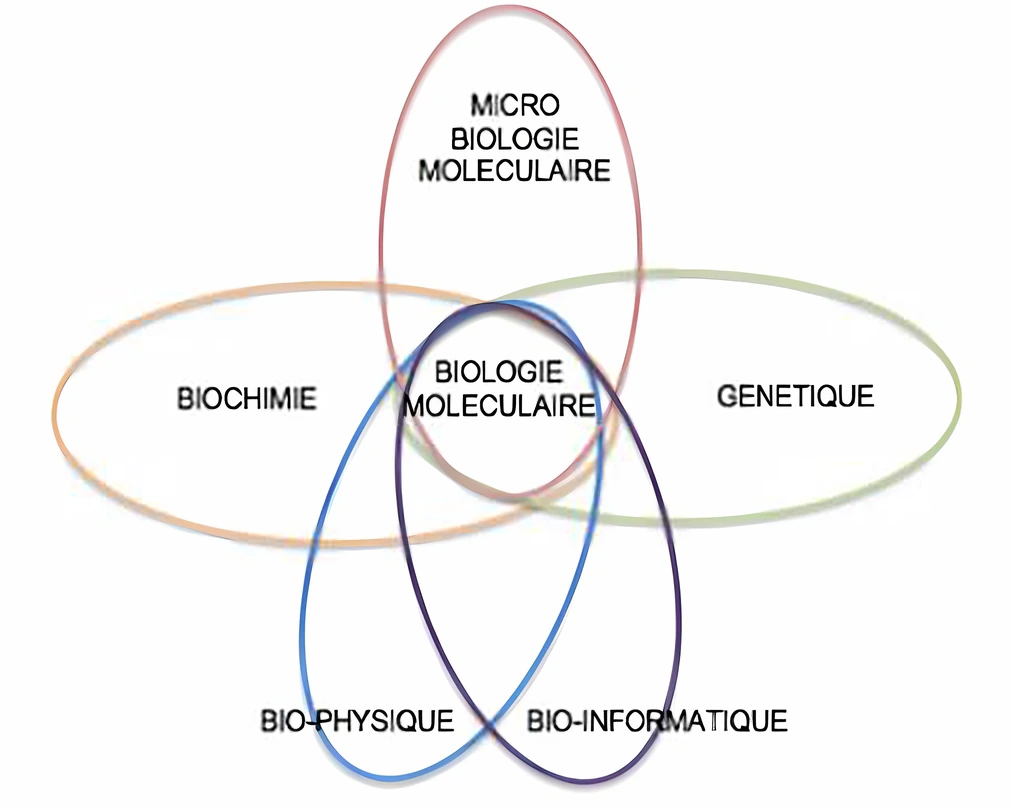 MICRO
BIOLOGIE
MOLECULAIRE
BIOLOGIE
MOLECULAIRE
BIOCHIMIE
GENETIQUE
BIO-PHYSIQUE
BIO-INFORMATIQUE